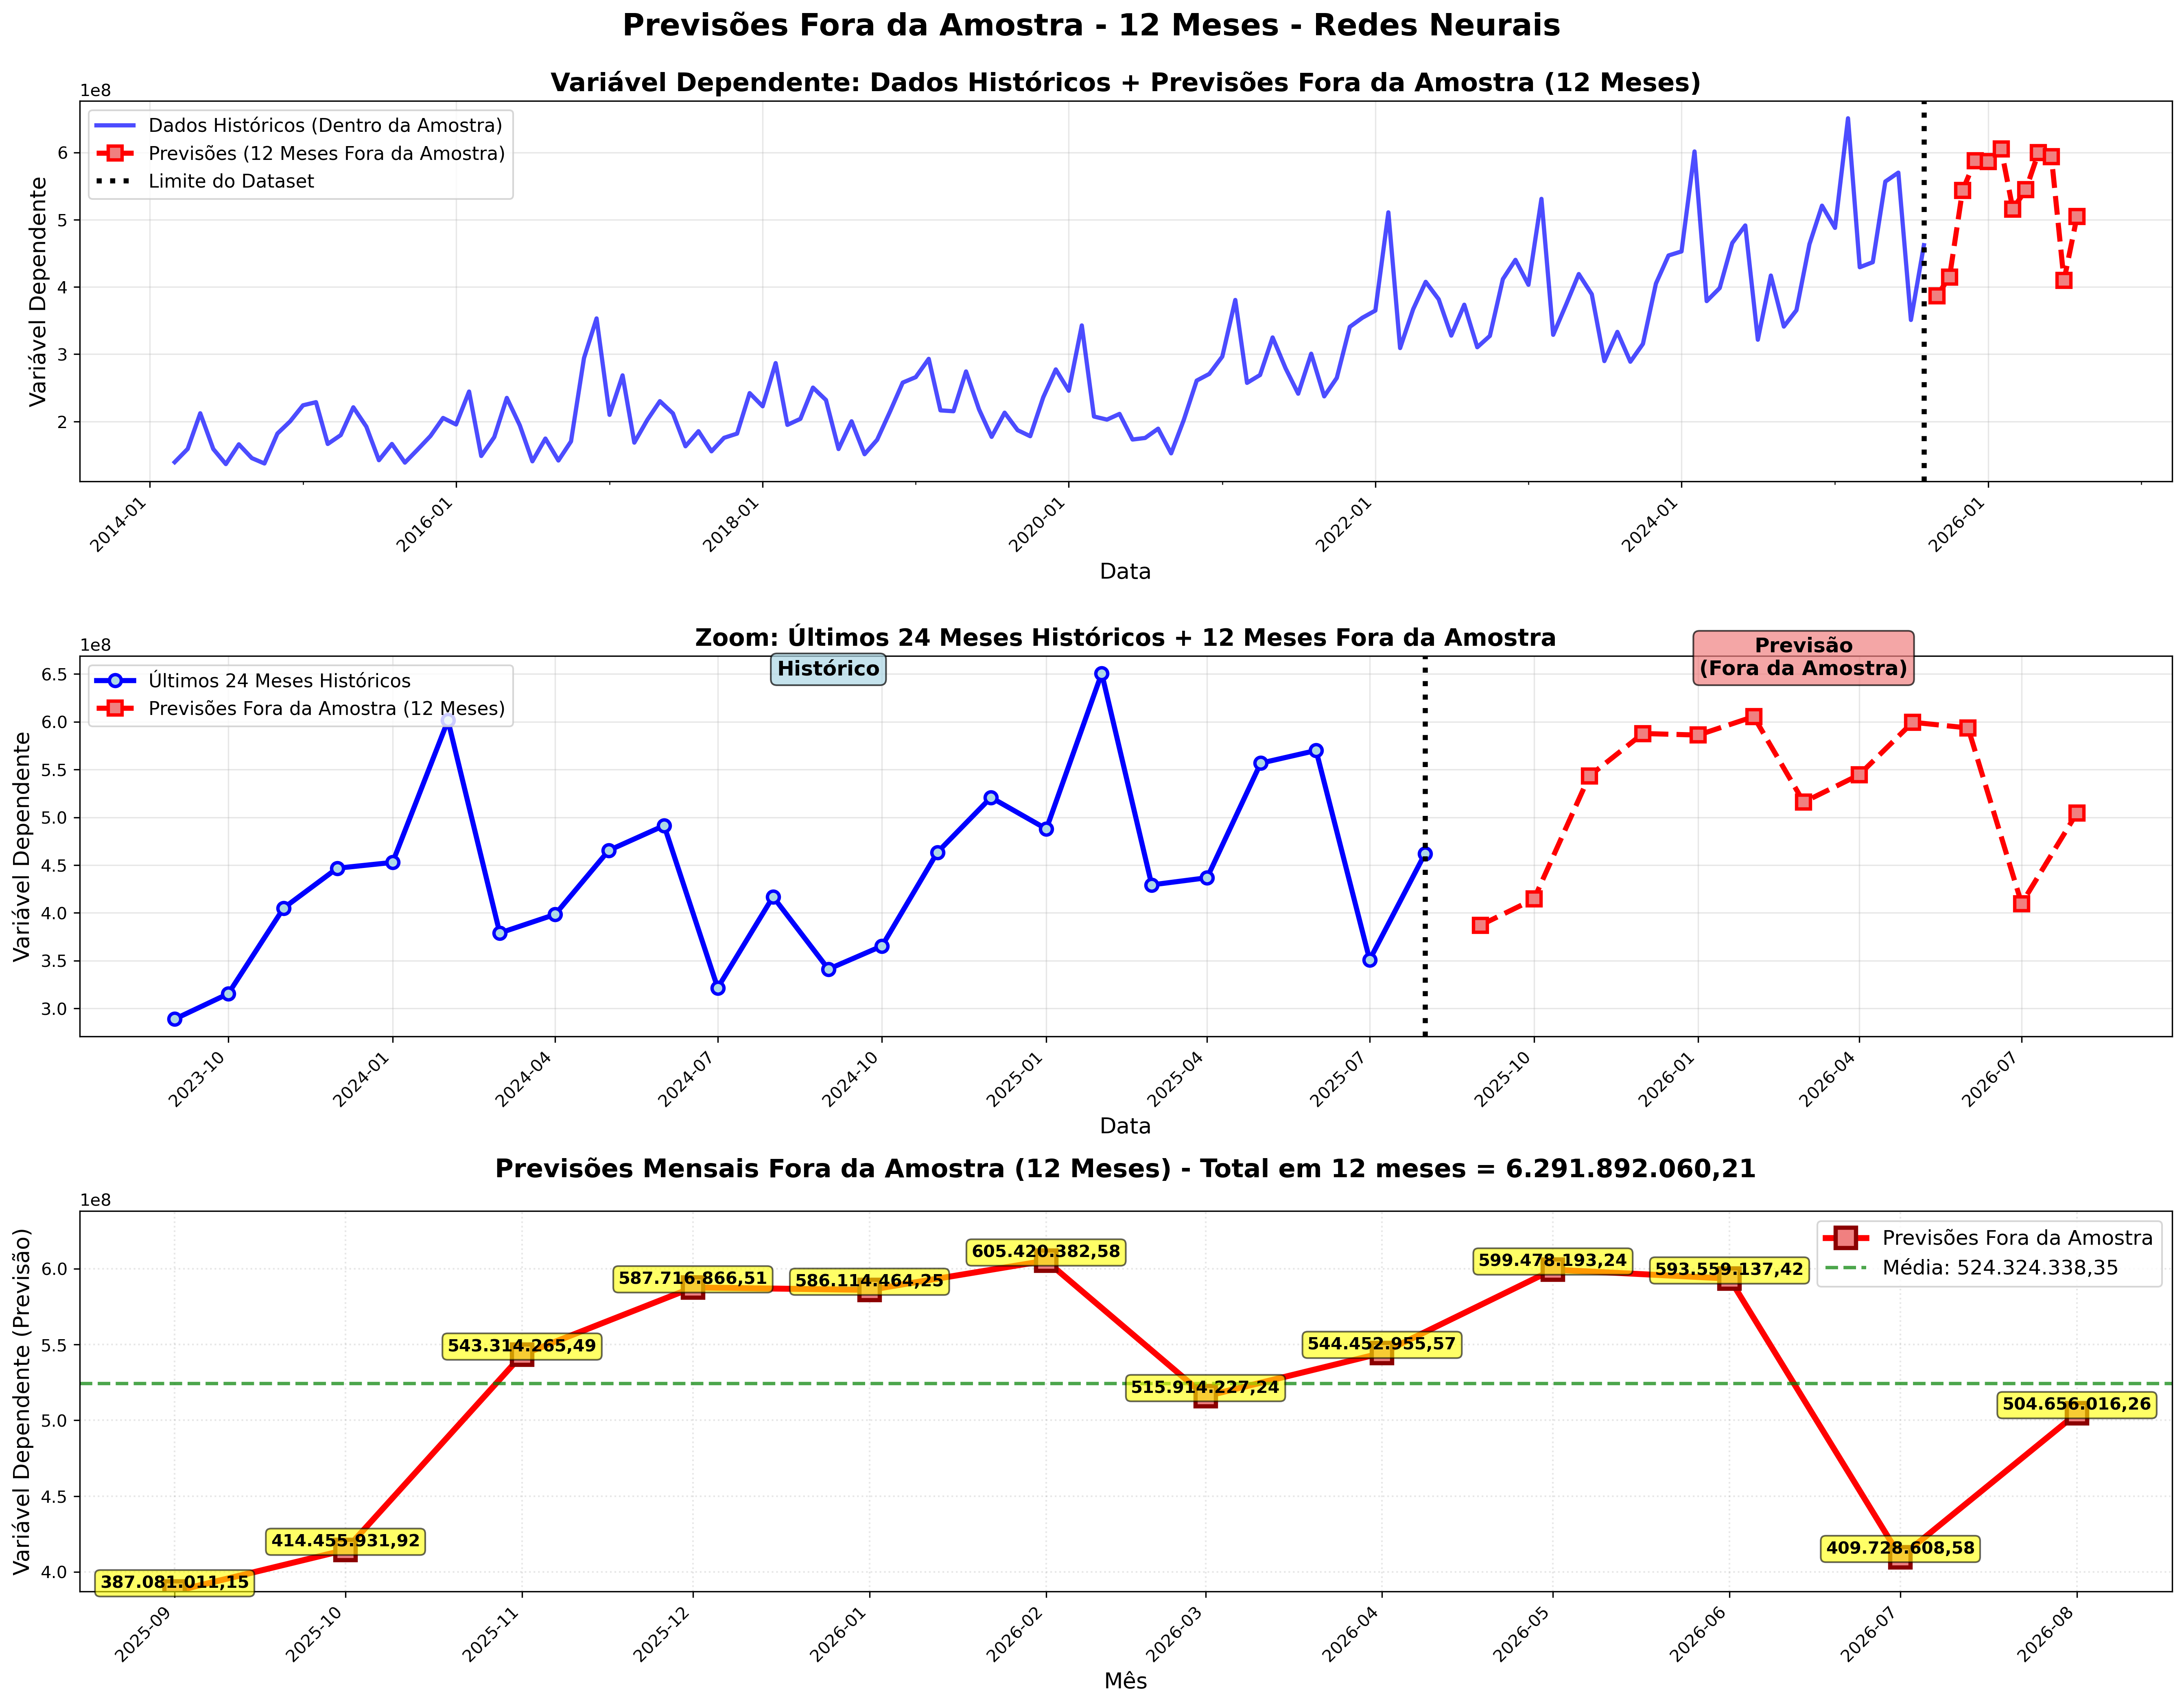 Previsões Fora da Amostra - 12 Meses - Redes Neurais
Variável Dependente: Dados Históricos + Previsões Fora da Amostra (12 Meses)
1e8
Dados Históricos (Dentro da Amostra)
Previsões (12 Meses Fora da Amostra)
Limite do Dataset
Variável Dependente
6
5
4
3
2
2014-01
2016-01
2018-01
2020-01
2022-01
2024-01
2026-01
Data
Zoom: Últimos 24 Meses Históricos + 12 Meses Fora da Amostra
1e8
Últimos 24 Meses Históricos
Previsões Fora da Amostra (12 Meses)
Histórico
Previsão
(Fora da Amostra)
Variável Dependente
6.5
6.0
5.5
5.0
4.5
4.0
3.5
3.0
2023-10
2024-01
2024-04
2024-07
2024-10
2025-01
2025-04
2025-07
2025-10
2026-01
2026-04
2026-07
Data
Previsões Mensais Fora da Amostra (12 Meses) - Total em 12 meses = 6.291.892.060,21
1e8
Previsões Fora da Amostra
Média: 524.324.338,35
Variável Dependente (Previsão)
6.0
5.5
5.0
4.5
4.0
387.081.011,15
414.455.931,92
543.314.265,49
587.716.866,51
586.114.464,25
605.420.382,58
515.914.227,24
544.452.955,57
599.478.193,24
593.559.137,42
409.728.608,58
504.656.016,26
2025-09
2025-10
2025-11
2025-12
2026-01
2026-02
2026-03
2026-04
2026-05
2026-06
2026-07
2026-08
Mês